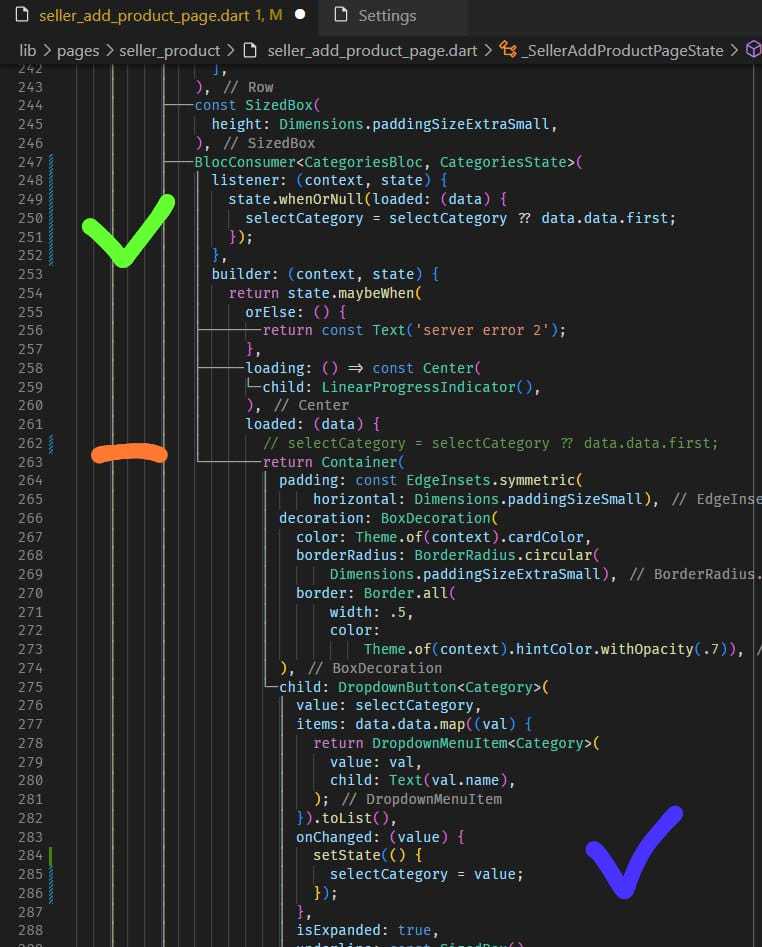 seller_add_product_page.dart 1, M
Settings
lib > pages > seller_product > seller_add_product_page.dart > _SellerAddProductPageState >
242 ],
243 ), // Row
244 const SizedBox(
245 height: Dimensions.paddingSizeExtraSmall,
246 ), // SizedBox
247 BlocConsumer<CategoriesBloc, CategoriesState>(
248 listener: (context, state) {
249 state.whenOrNull(loaded: (data) {
250 selectCategory = selectCategory ?? data.data.first;
251 });
252 },
253 builder: (context, state) {
254 return state.maybeWhen(
255 orElse: () {
256 return const Text('server error 2');
257 },
258 loading: () => const Center(
259 child: LinearProgressIndicator(),
260 ), // Center
261 loaded: (data) {
262 // selectCategory = selectCategory ?? data.data.first;
263 return Container(
264 padding: const EdgeInsets.symmetric(
265 horizontal: Dimensions.paddingSizeSmall), // EdgeInse
266 decoration: BoxDecoration(
267 color: Theme.of(context).cardColor,
268 borderRadius: BorderRadius.circular(
269 Dimensions.paddingSizeExtraSmall), // BorderRadius.
270 border: Border.all(
271 width: .5,
272 color:
273 Theme.of(context).hintColor.withOpacity(.7)), /
274 ), // BoxDecoration
275 child: DropdownButton<Category>(
276 value: selectCategory,
277 items: data.data.map((val) {
278 return DropdownMenuItem<Category>(
279 value: val,
280 child: Text(val.name),
281 ); // DropdownMenuItem
282 }).toList(),
283 onChanged: (value) {
284 setState(() {
285 selectCategory = value;
286 });
287 },
288 isExpanded: true,